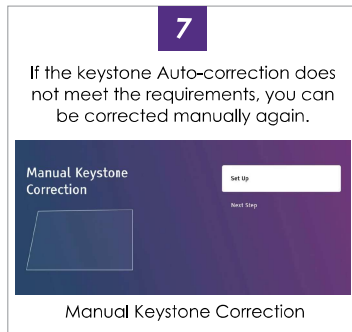 7
If the keystone Auto-correction does
not meet the requirements, you can
be corrected manually again.
Manual Keystone
Correction
Set Up
Next Step
Manual Keystone Correction